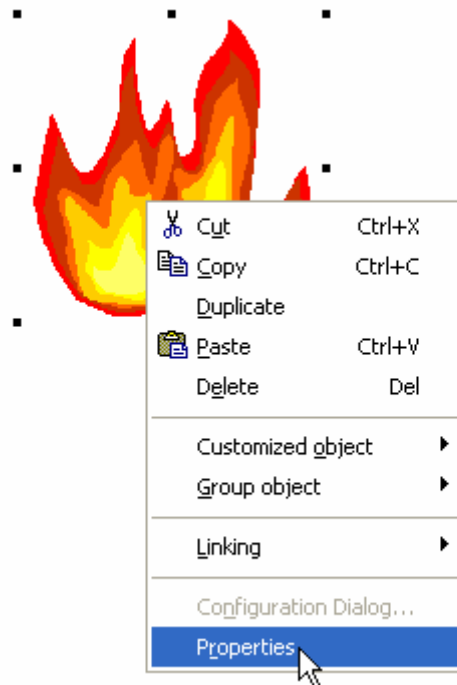 Cut Ctrl+X
Copy Ctrl+C
Duplicate
Paste Ctrl+V
Delete Del
Customized object
Group object
Linking
Configuration Dialog...
Properties